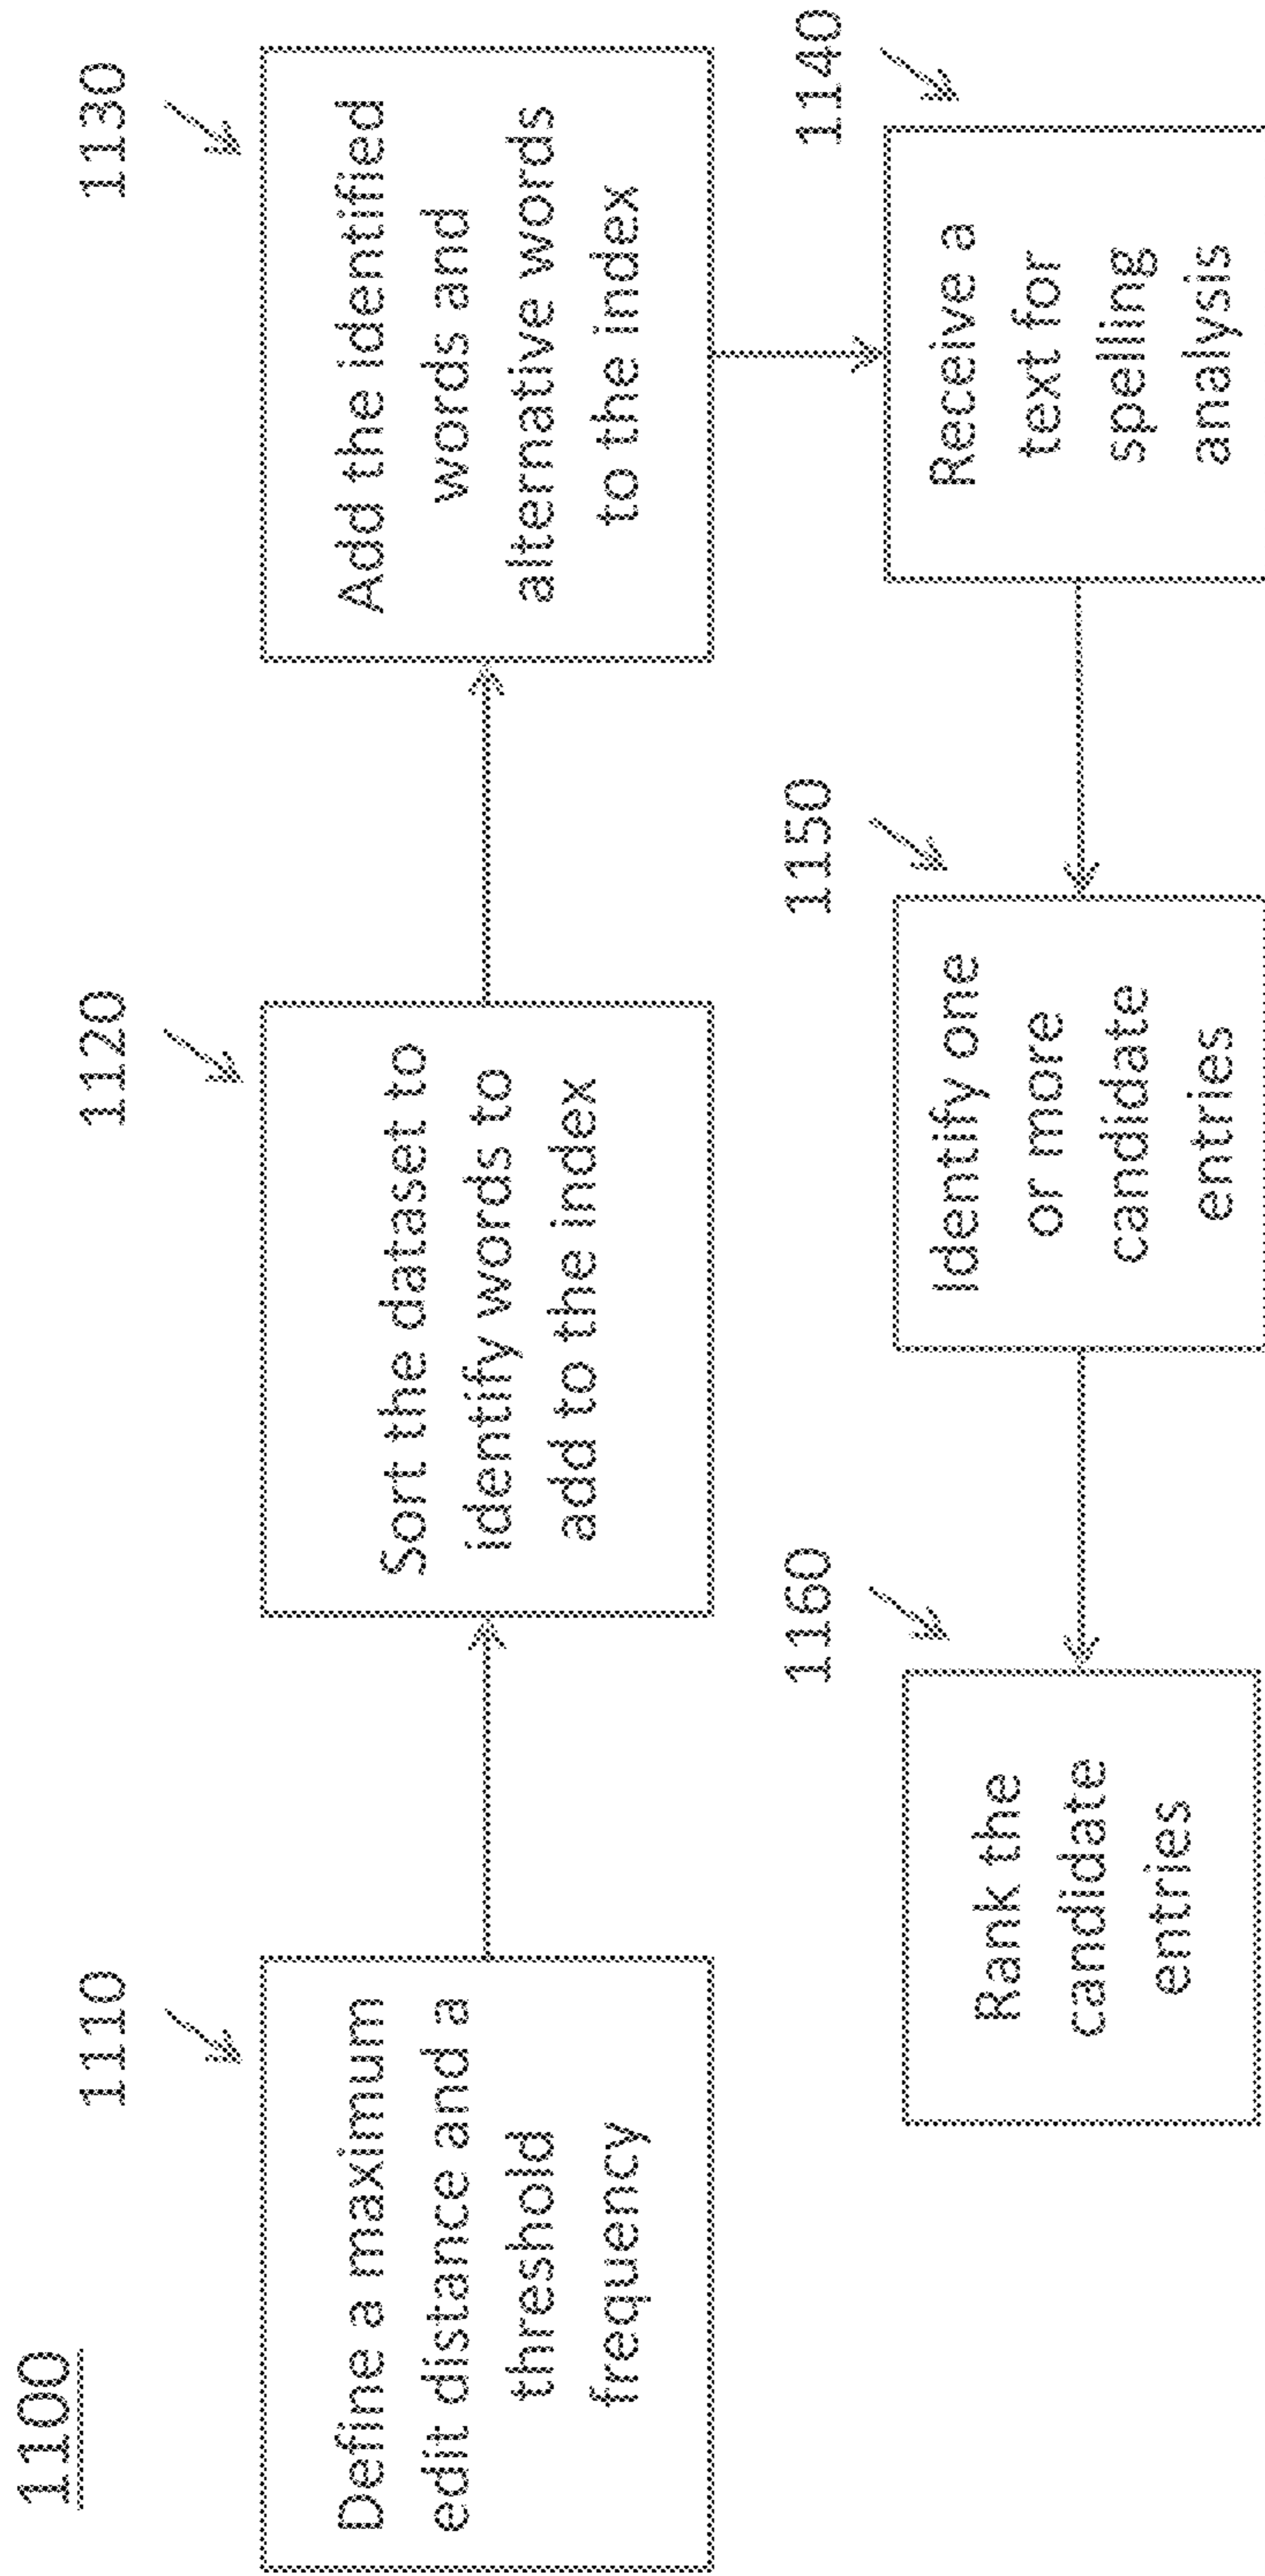 1100
1110
Define a maximum
edit distance and a
threshold
frequency
1120
Sort the dataset to
identify words to
add to the index
1130
Add the identified
words and
alternative words
to the index
1140
Receive a
text for
spelling
analysis
1150
Identify one
or more
candidate
entries
1160
Rank the
candidate
entries